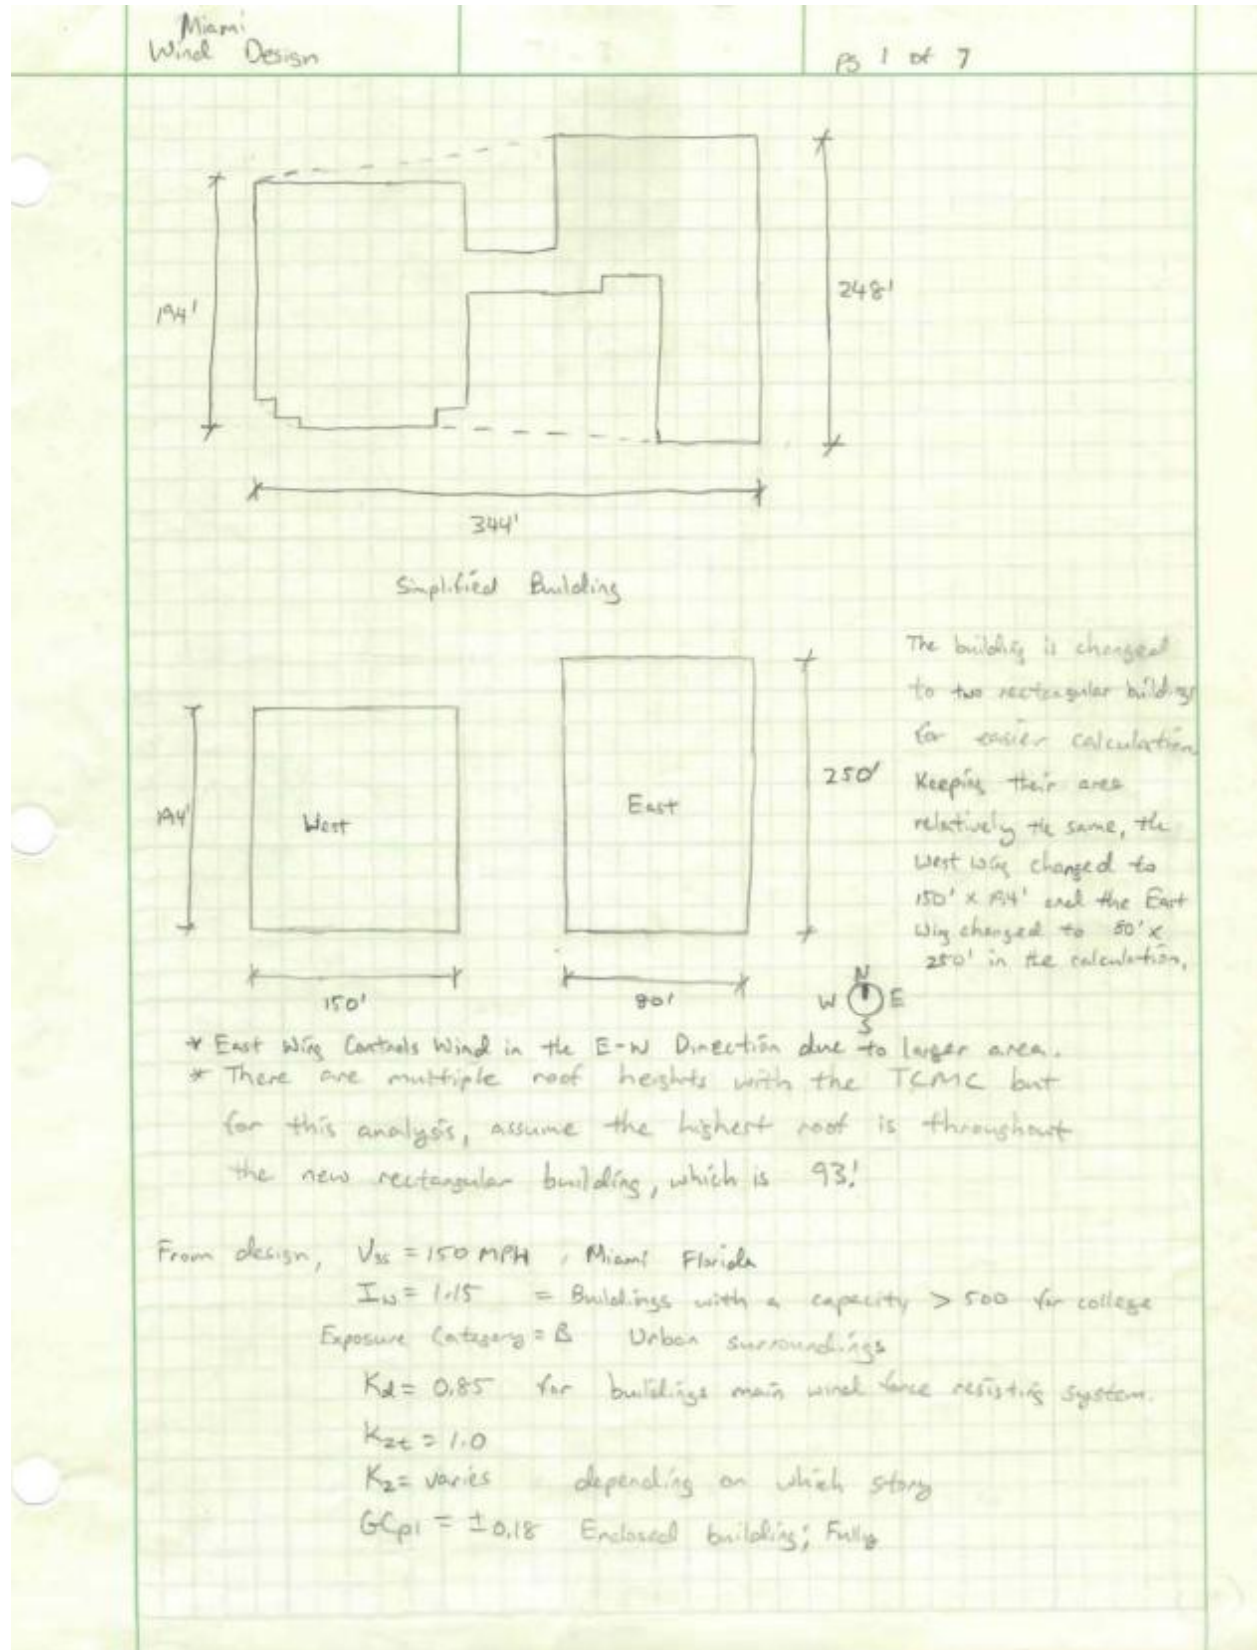 Miami
Wind Design
pg 1 of 7
194'
248'
344'
Simplified Building
The building is changed
to two rectangular buildings
for easier calculation.
Keeping their area
relatively the same, the
West wing changed to
150' x 194' and the East
Wing changed to 80' x
250' in the calculation.
194'
West
East
250'
150'
80'
N
W E
S
* East Wing Controls Wind in the E-W Direction due to larger area.
* There are multiple roof heights with the TCMC but
for this analysis, assume the highest roof is throughout
the new rectangular building, which is 93'.
From design, V3s = 150 MPH , Miami Florida
Iw = 1.15 = Buildings with a capacity > 500 for college
Exposure Category = B Urban surroundings
Kd = 0.85 for buildings main wind force resisting system.
Kzt = 1.0
Kz = varies depending on which story
GCpi = ±0.18 Enclosed building; Fully